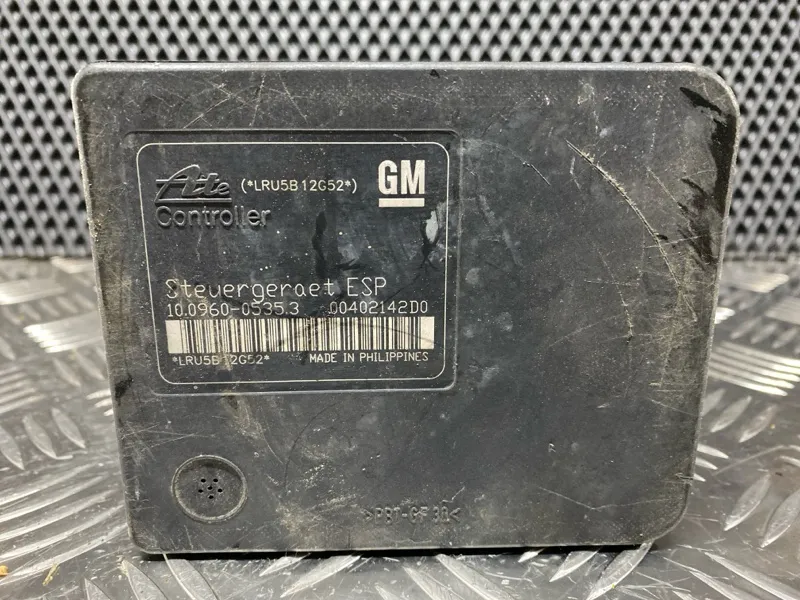 Ate (*LRU5B12G52*) GM
Controller
Steuergeraet ESP
10.0960-0535.3 00402142D0
*LRU5B12G52* MADE IN PHILIPPINES
>PBT-GF30<